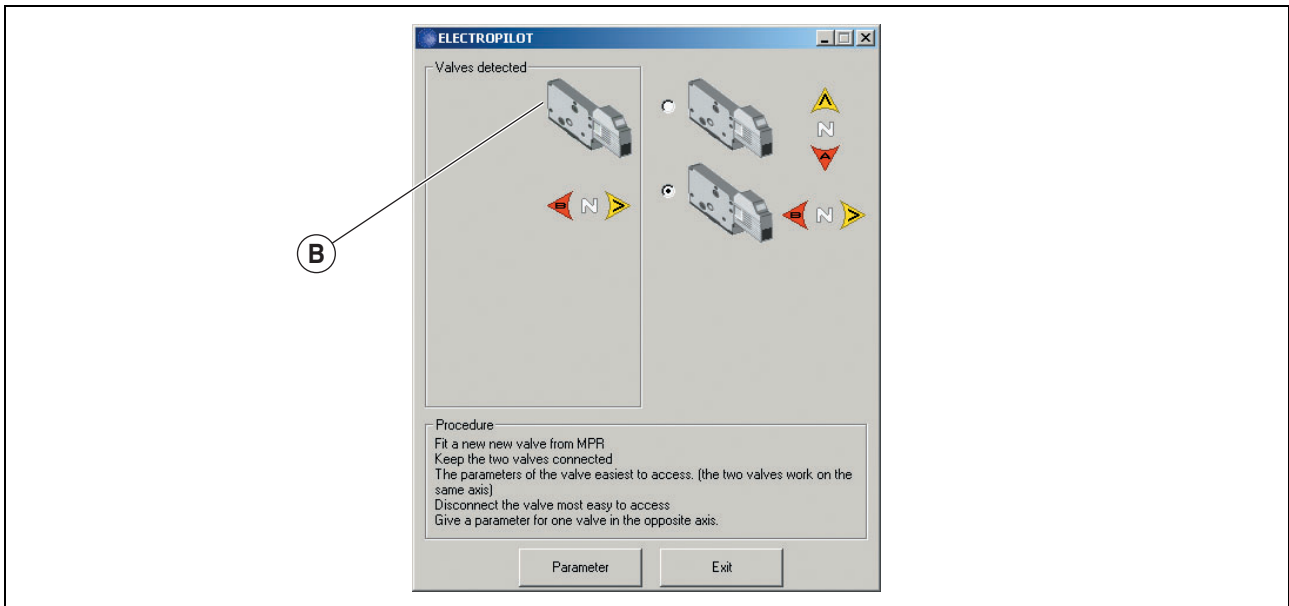 ELECTROPILOT
Valves detected
B
Λ
N
A
B N >
B N >
Procedure
Fit a new new valve from MPR
Keep the two valves connected
The parameters of the valve easiest to access. (the two valves work on the
same axis)
Disconnect the valve most easy to access
Give a parameter for one valve in the opposite axis.
Parameter Exit